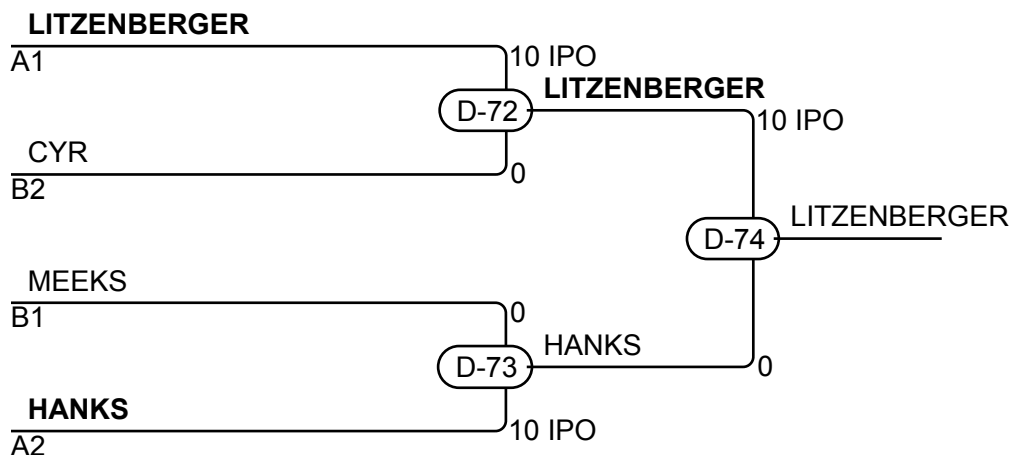 LITZENBERGER
A1
10 IPO
LITZENBERGER
D-72
10 IPO
CYR
B2
0
LITZENBERGER
D-74
MEEKS
B1
0
HANKS
D-73
0
HANKS
A2
10 IPO